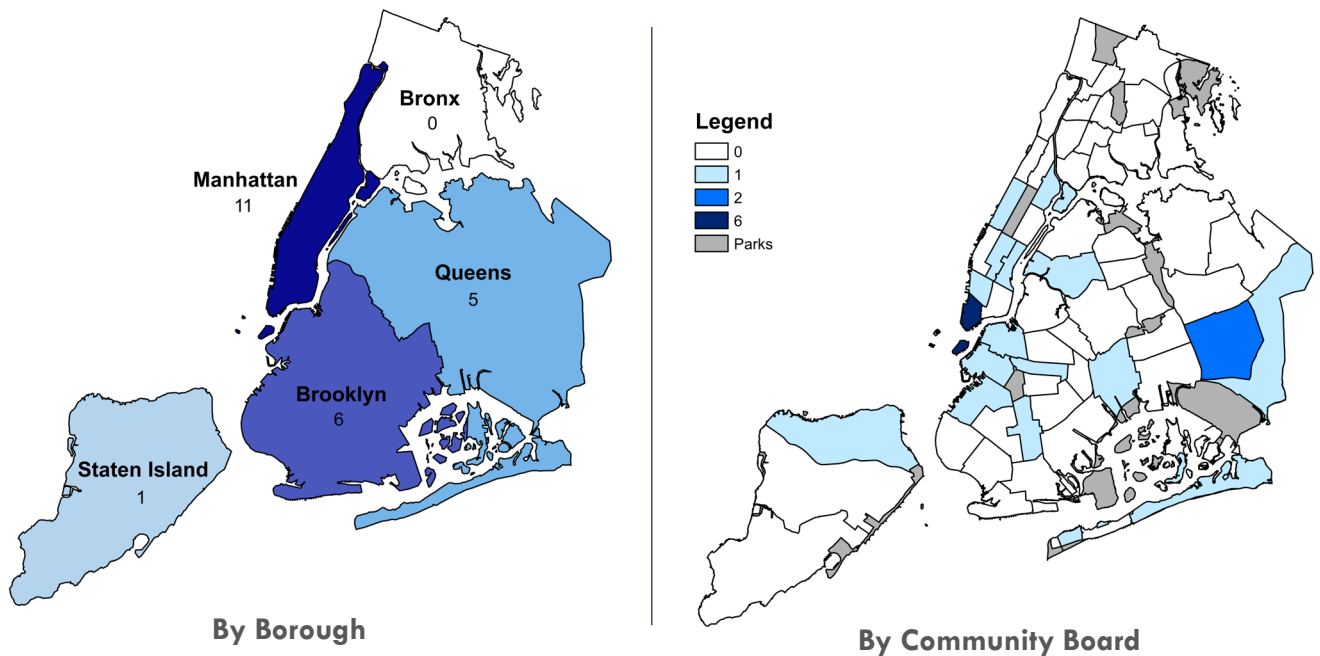 Bronx
0
Manhattan
11
Queens
5
Brooklyn
6
Staten Island
1
By Borough
Legend
0
1
2
6
Parks
By Community Board